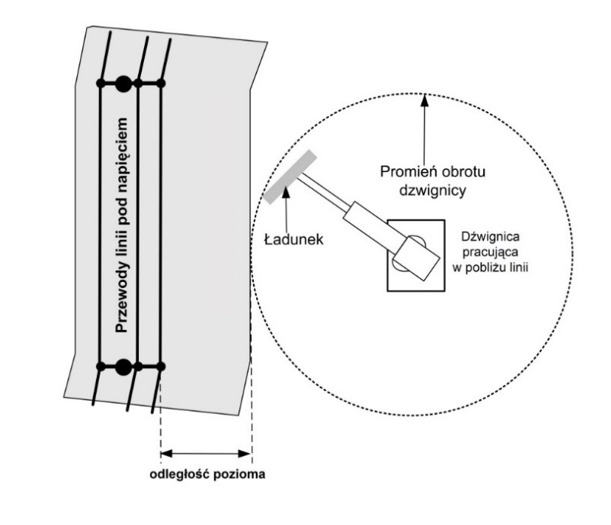 Przewody linii pod napięciem
Promień obrotu
dzwignicy
Ładunek
Dźwignica
pracująca
w pobliżu linii
odległość pozioma